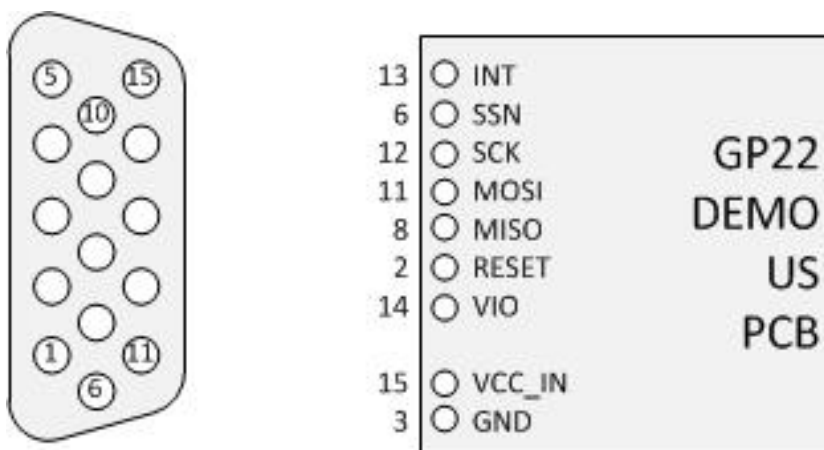 5 15
10
1 11
6
13 INT
6 SSN
12 SCK
11 MOSI
8 MISO
2 RESET
14 VIO
15 VCC_IN
3 GND
GP22
DEMO
US
PCB